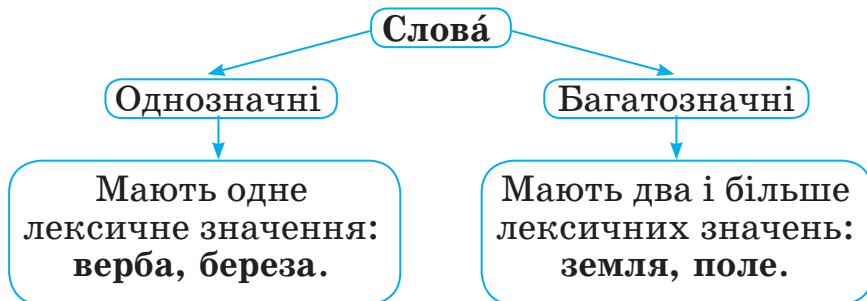 Слова́
Однозначні
Багатозначні
Мають одне
лексичне значення:
верба, береза.
Мають два і більше
лексичних значень:
земля, поле.